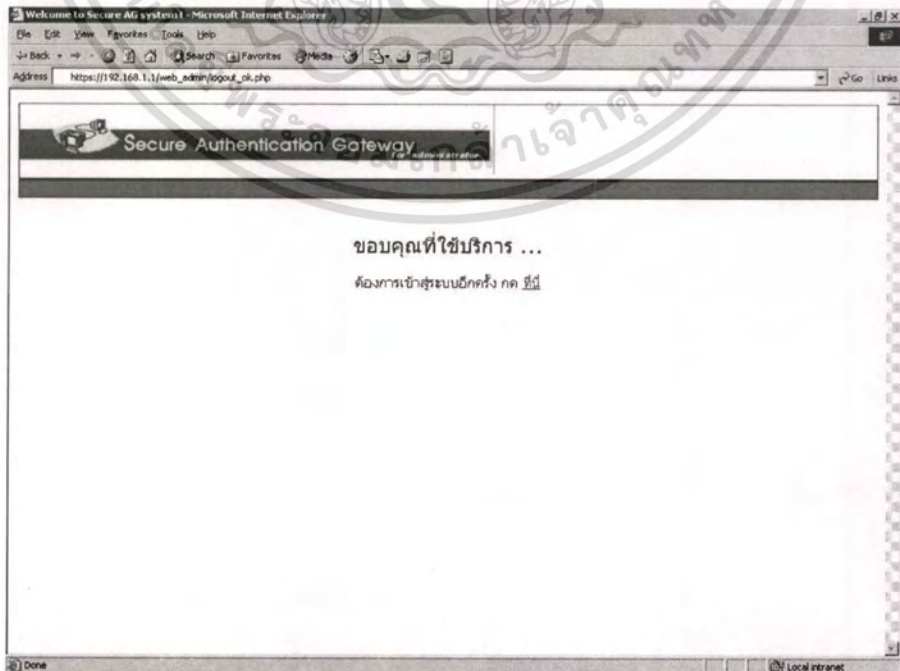 Welcome to Secure AG system! - Microsoft Internet Explorer
File Edit View Favorites Tools Help
Back Search Favorites Media
Address https://192.168.1.1/web_admin/logout_ok.php Go Links
Secure Authentication Gateway
for administrator
ขอบคุณที่ใช้บริการ ...
ต้องการเข้าสู่ระบบอีกครั้ง กด ที่นี่
Done Local intranet